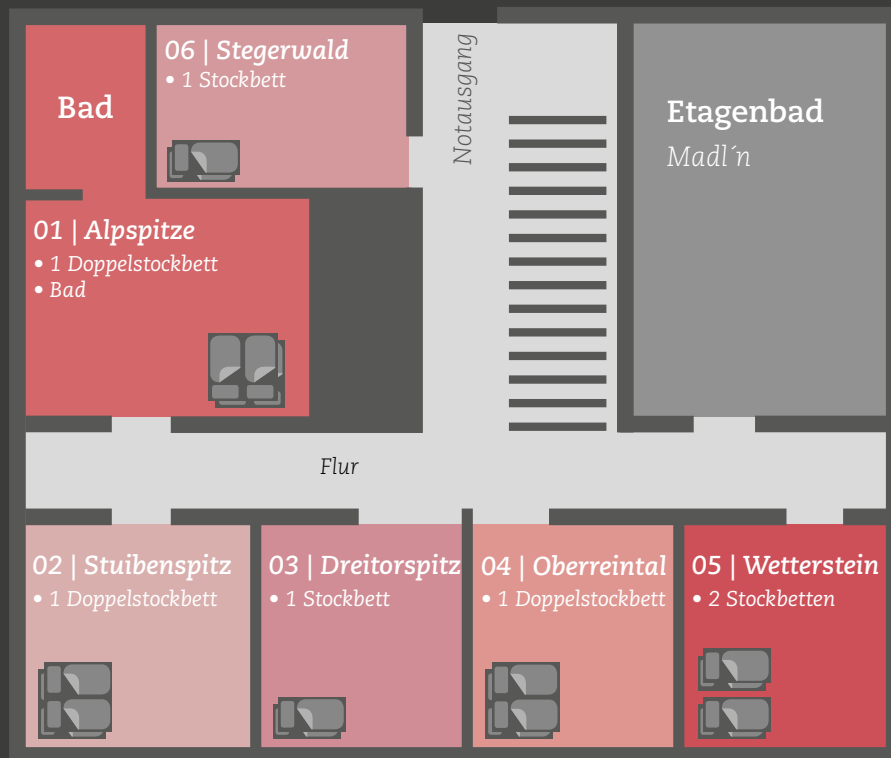 Bad
06 | Stegerwald
• 1 Stockbett
Notausgang
Etagenbad
Madl´n
01 | Alpspitze
• 1 Doppelstockbett
• Bad
Flur
02 | Stuibenspitz
• 1 Doppelstockbett
03 | Dreitorspitz
• 1 Stockbett
04 | Oberreintal
• 1 Doppelstockbett
05 | Wetterstein
• 2 Stockbetten